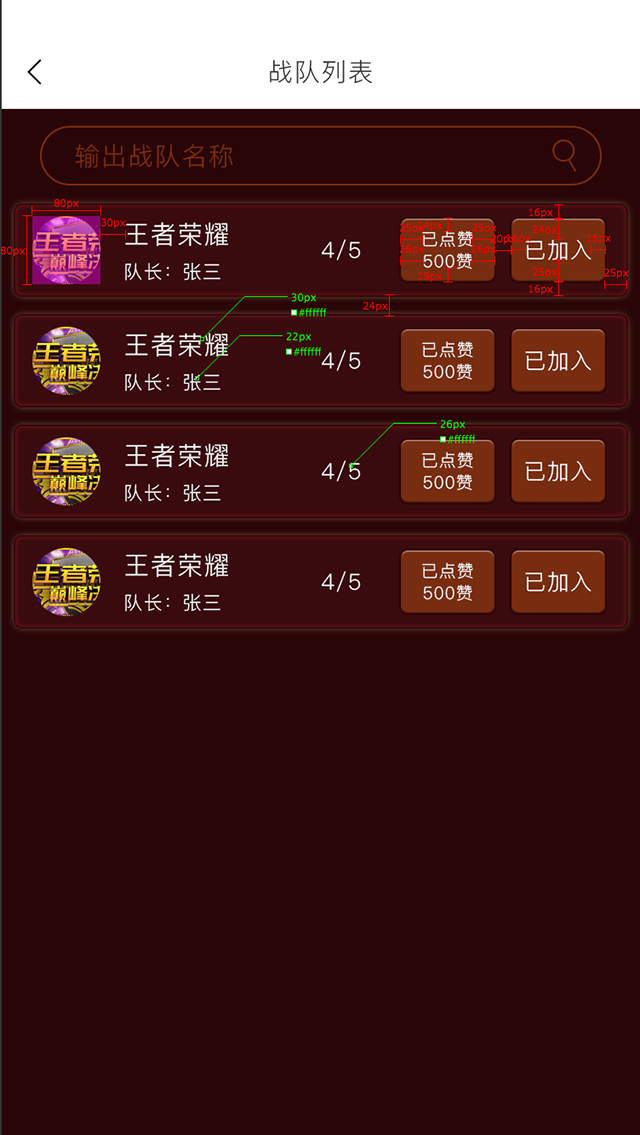 战队列表
输出战队名称
80px
80px
30px
王者荣耀
队长：张三
4/5
已点赞
500赞
已加入
25px
25px
26px
26px
15px
16px
24px
25px
16px
15px
25px
24px
30px
#ffffff
22px
#ffffff
王者荣耀
队长：张三
4/5
已点赞
500赞
已加入
26px
#ffffff
王者荣耀
队长：张三
4/5
已点赞
500赞
已加入
王者荣耀
队长：张三
4/5
已点赞
500赞
已加入